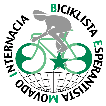 BICIKLISTA
ESPERANTISTA
MOVADO
INTERNACIA